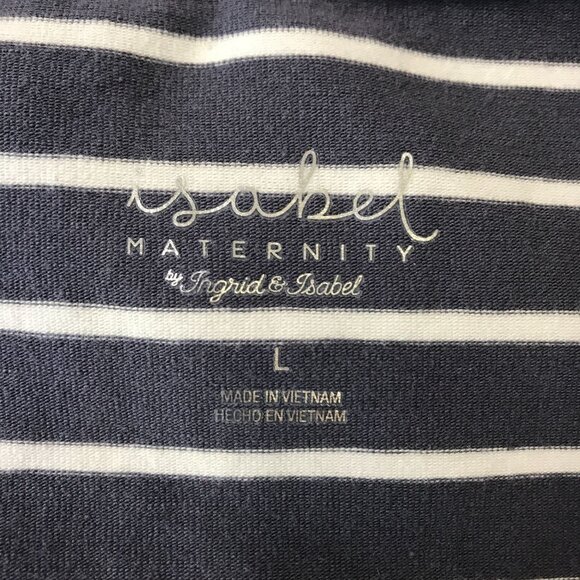 isabel
MATERNITY
by Ingrid & Isabel
L
MADE IN VIETNAM
HECHO EN VIETNAM